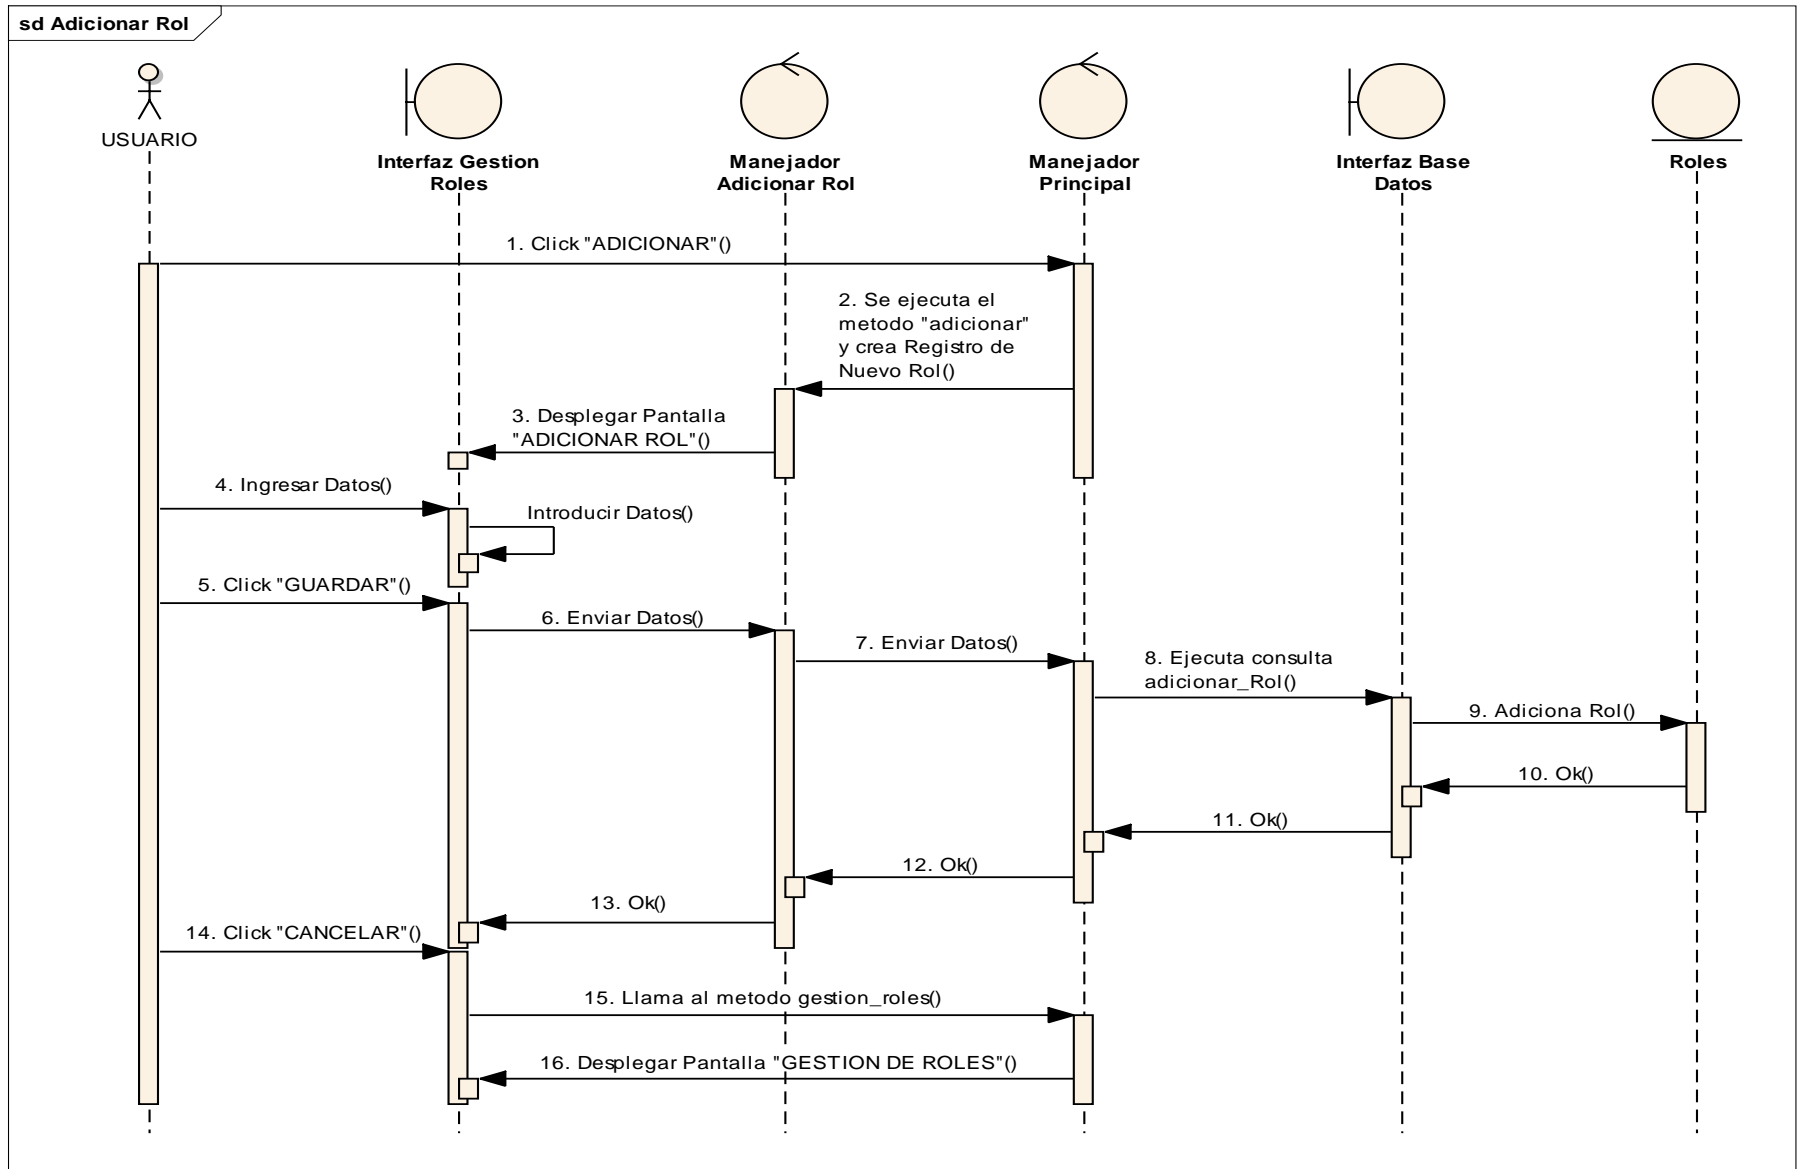 sd Adicionar Rol
USUARIO
Interfaz Gestion
Roles
Manejador
Adicionar Rol
Manejador
Principal
Interfaz Base
Datos
Roles
1. Click "ADICIONAR"()
2. Se ejecuta el
metodo "adicionar"
y crea Registro de
Nuevo Rol()
3. Desplegar Pantalla
"ADICIONAR ROL"()
4. Ingresar Datos()
Introducir Datos()
5. Click "GUARDAR"()
6. Enviar Datos()
7. Enviar Datos()
8. Ejecuta consulta
adicionar_Rol()
9. Adiciona Rol()
10. Ok()
11. Ok()
12. Ok()
13. Ok()
14. Click "CANCELAR"()
15. Llama al metodo gestion_roles()
16. Desplegar Pantalla "GESTION DE ROLES"()